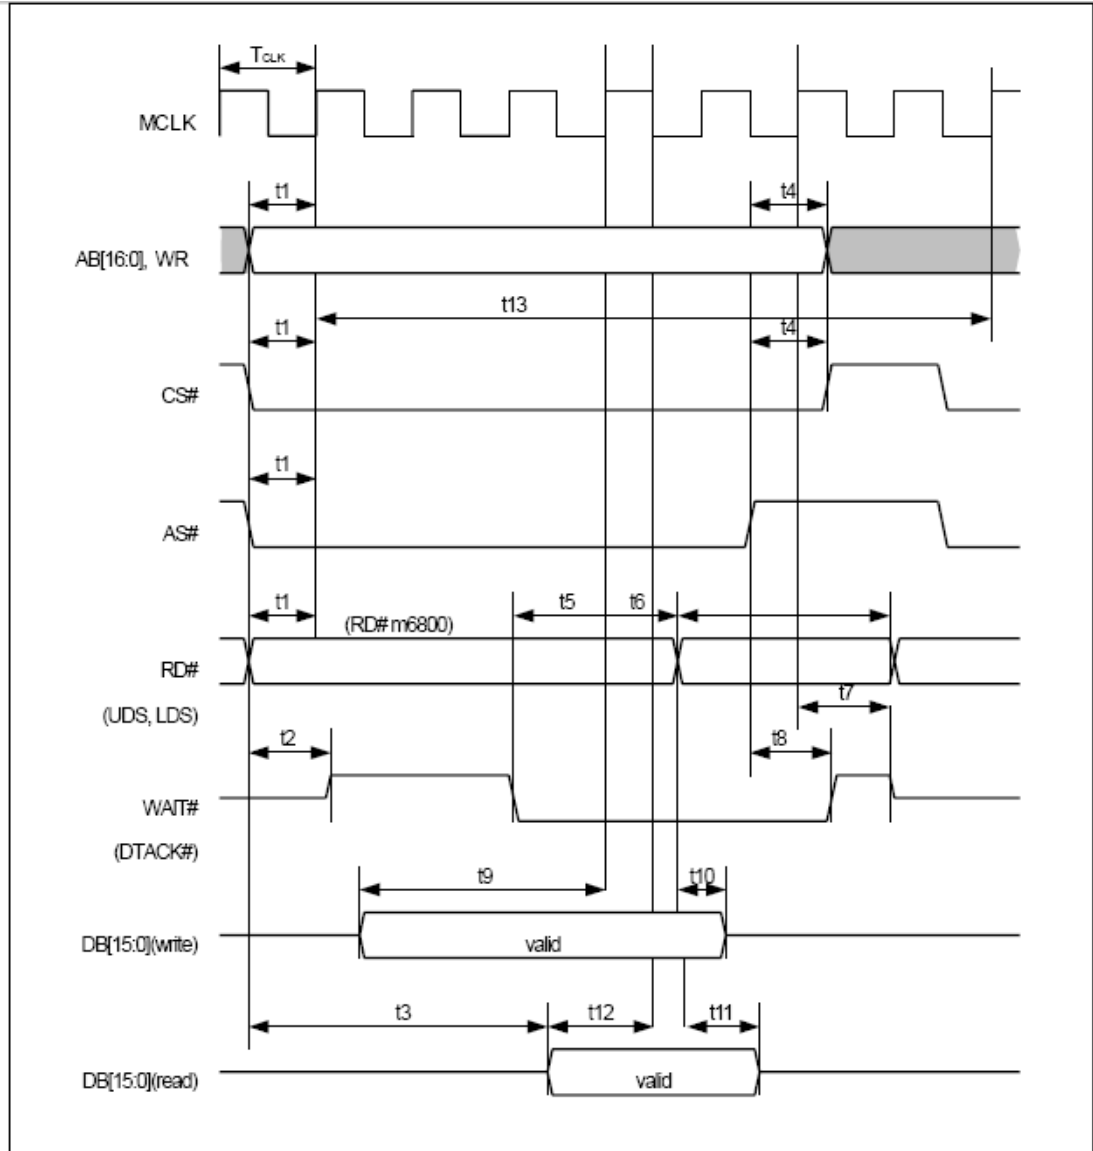 TCLK
MCLK
t1 t4
AB[16:0], WR
t13
t1 t4
CS#
t1
AS#
t1 t5 t6
(RD# m6800)
RD#
t7
(UDS, LDS)
t2 t8
WAIT#
(DTACK#)
t9 t10
DB[15:0](write) valid
t3 t12 t11
DB[15:0](read) valid